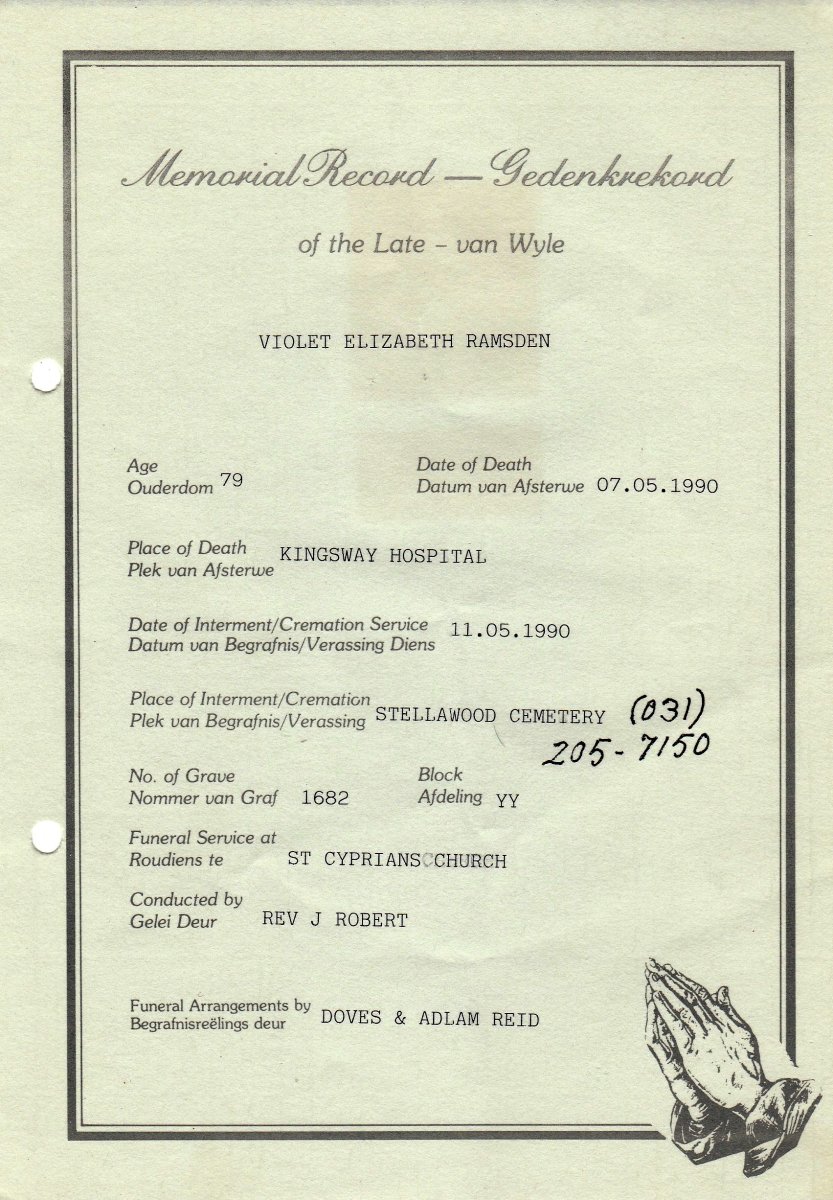 Memorial Record — Gedenkrekord
of the Late – van Wyle
VIOLET ELIZABETH RAMSDEN
Age
Ouderdom 79
Date of Death
Datum van Afsterwe 07.05.1990
Place of Death
Plek van Afsterwe KINGSWAY HOSPITAL
Date of Interment/Cremation Service
Datum van Begrafnis/Verassing Diens 11.05.1990
Place of Interment/Cremation
Plek van Begrafnis/Verassing STELLAWOOD CEMETERY (031)
205-7150
No. of Grave
Nommer van Graf 1682
Block
Afdeling YY
Funeral Service at
Roudiens te ST CYPRIANS CHURCH
Conducted by
Gelei Deur REV J ROBERT
Funeral Arrangements by
Begrafnisreëlings deur DOVES & ADLAM REID